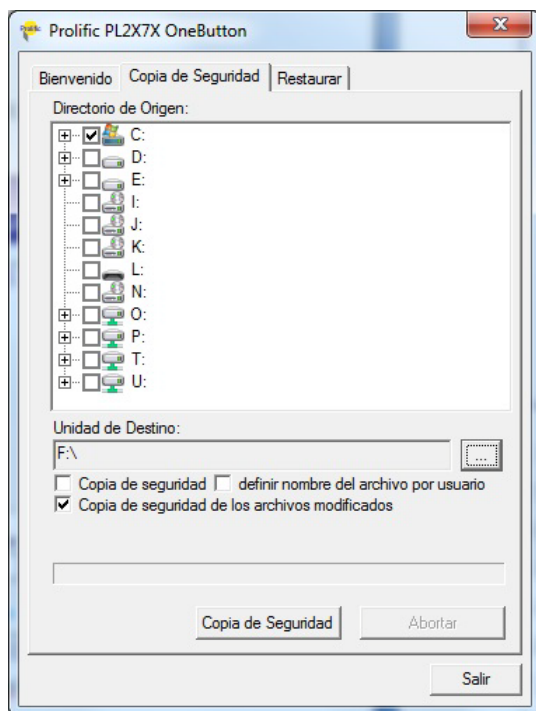 Prolific PL2X7X OneButton
Bienvenido Copia de Seguridad Restaurar
Directorio de Origen:
C:
D:
E:
I:
J:
K:
L:
N:
O:
P:
T:
U:
Unidad de Destino:
F:\ ...
Copia de seguridad definir nombre del archivo por usuario
Copia de seguridad de los archivos modificados
Copia de Seguridad Abortar
Salir